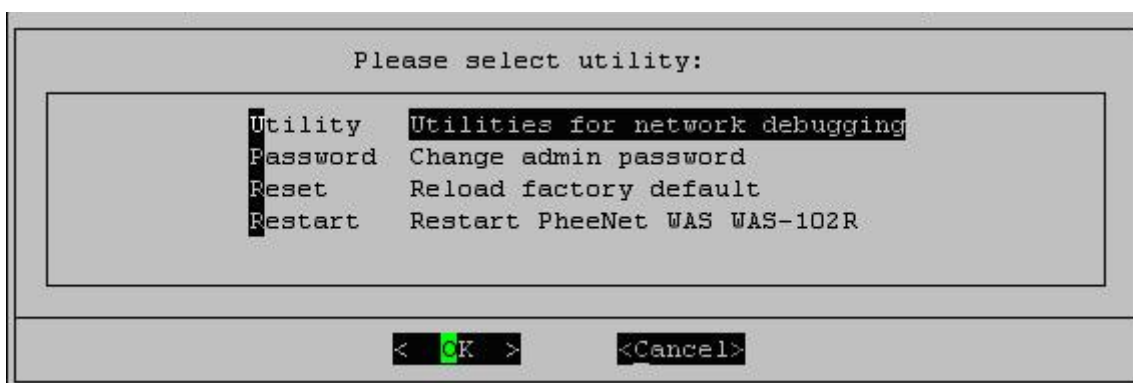 Please select utility:
Utility Utilities for network debugging
Password Change admin password
Reset Reload factory default
Restart Restart PheeNet WAS WAS-102R
< OK > <Cancel>